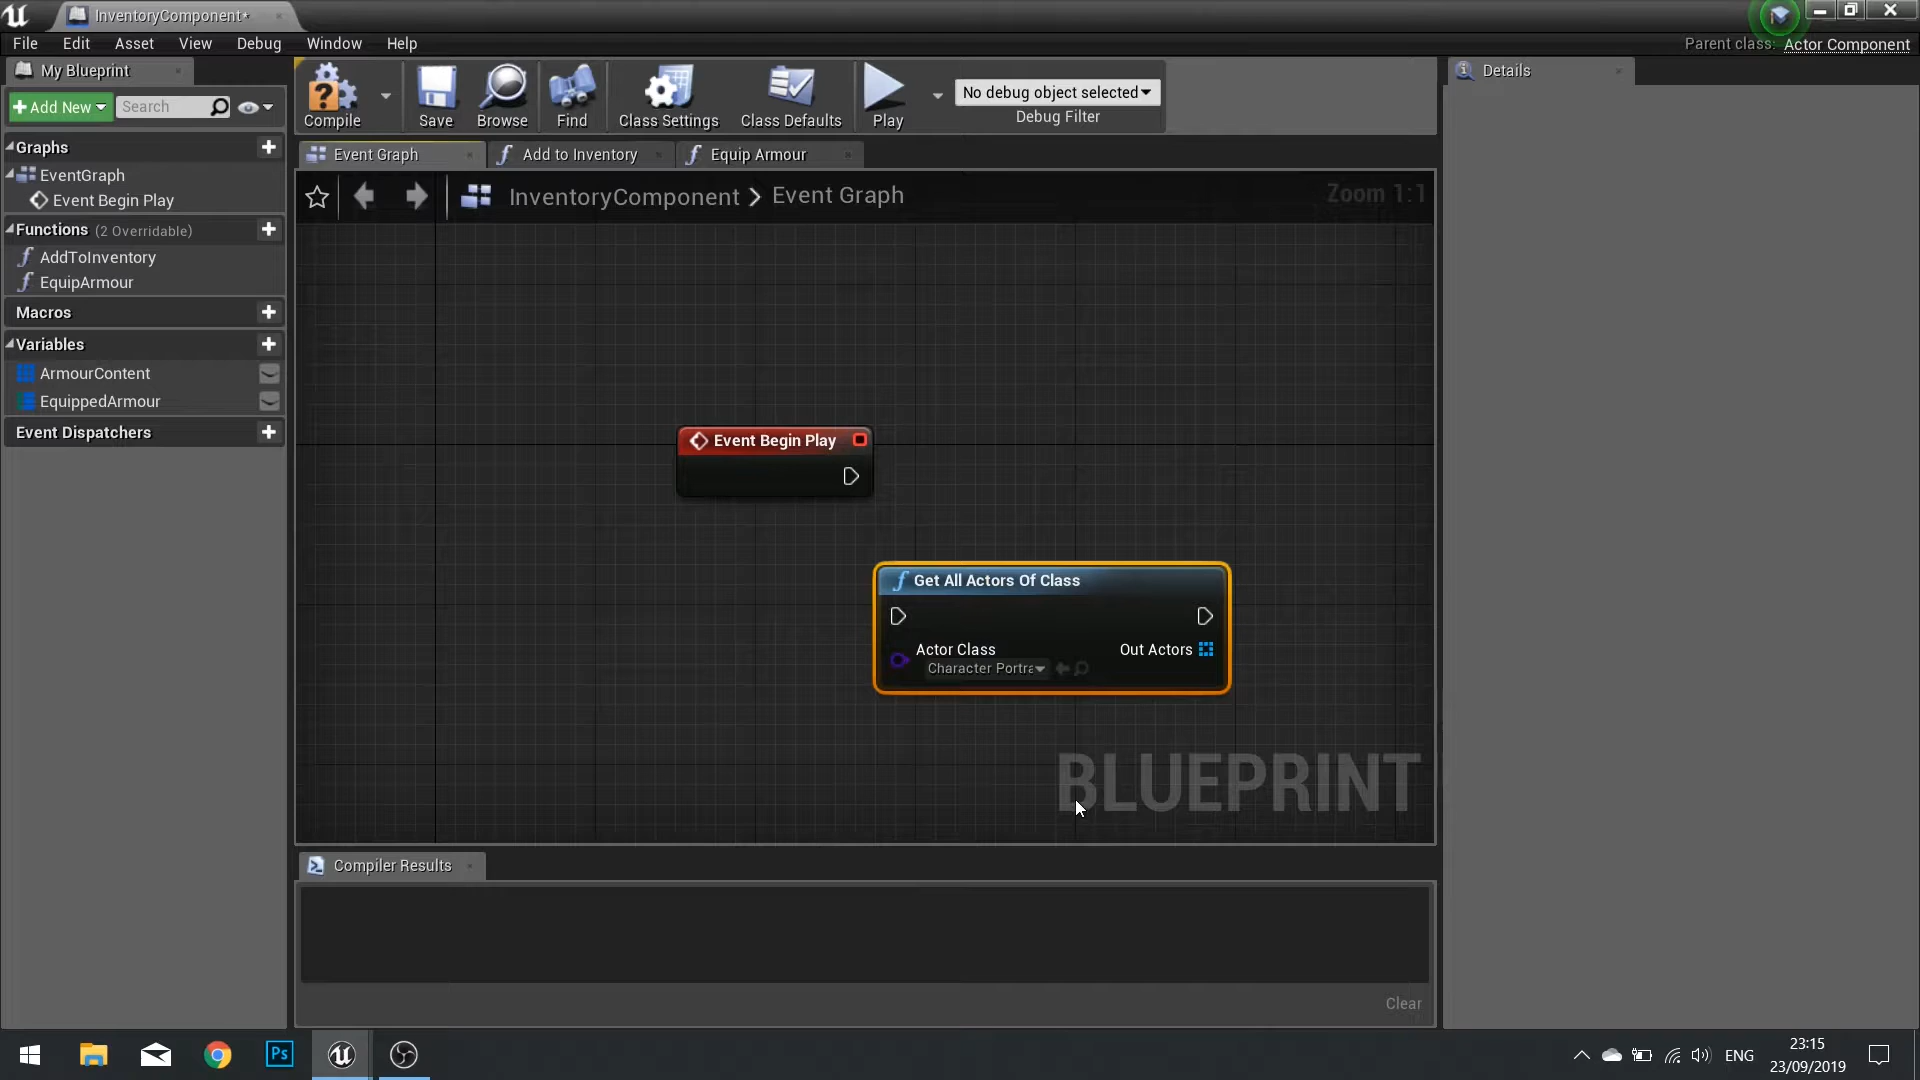 InventoryComponent*
File Edit Asset View Debug Window Help
Parent class: Actor Component
My Blueprint
Add New
Search
Graphs
EventGraph
Event Begin Play
Functions (2 Overridable)
AddToInventory
EquipArmour
Macros
Variables
ArmourContent
EquippedArmour
Event Dispatchers
Compile
Save
Browse
Find
Class Settings
Class Defaults
Play
No debug object selected
Debug Filter
Event Graph
Add to Inventory
Equip Armour
InventoryComponent > Event Graph
Zoom 1:1
Event Begin Play
Get All Actors Of Class
Actor Class
Character Portra
Out Actors
BLUEPRINT
Compiler Results
Clear
Details
Ps
ENG
23:15
23/09/2019